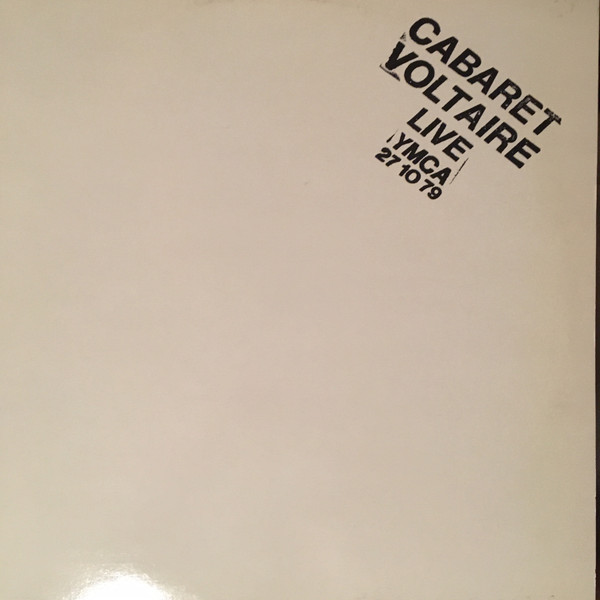 CABARET
VOLTAIRE
LIVE
YMCA
27 10 79